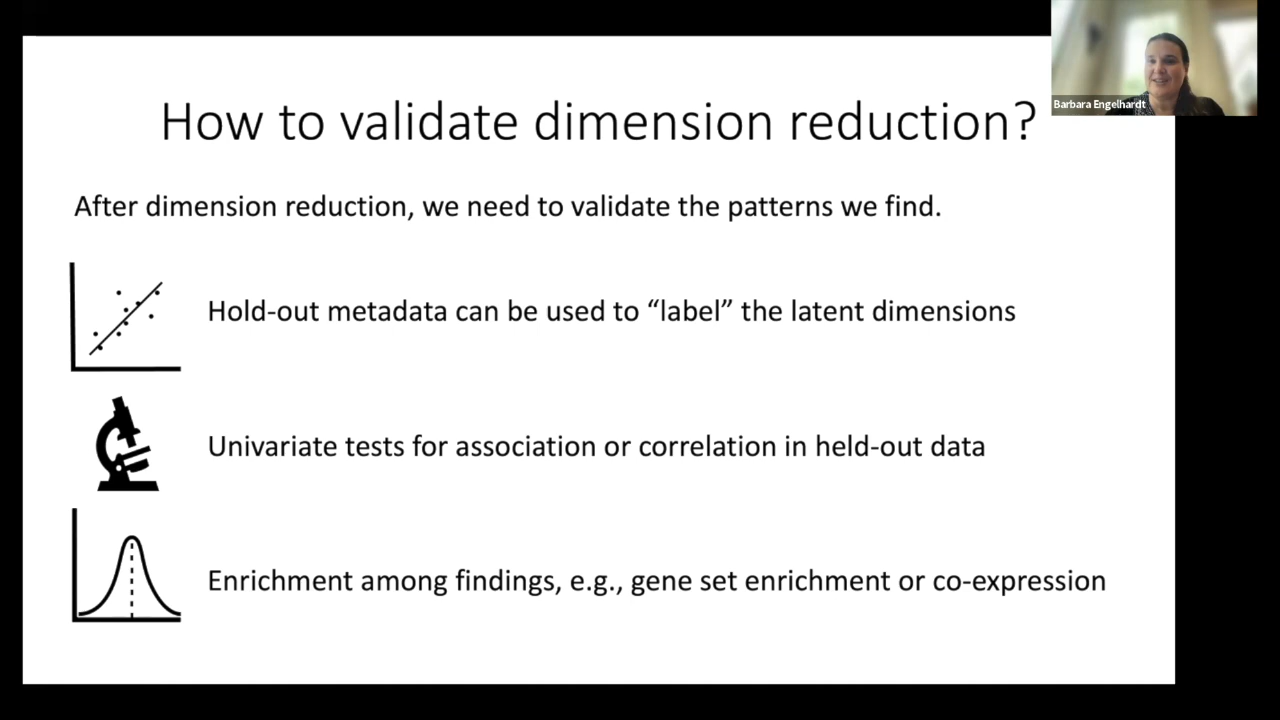 Barbara Engelhardt
How to validate dimension reduction?
After dimension reduction, we need to validate the patterns we find.
Hold-out metadata can be used to “label” the latent dimensions
Univariate tests for association or correlation in held-out data
Enrichment among findings, e.g., gene set enrichment or co-expression